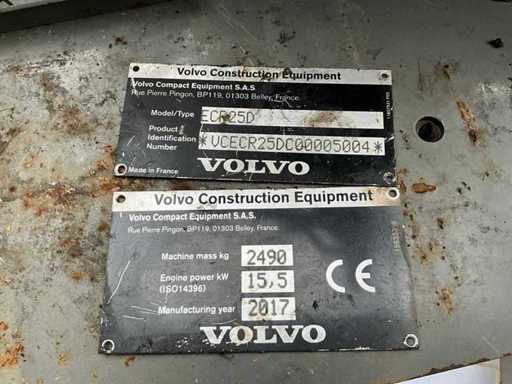 Volvo Construction Equipment
Volvo Compact Equipment S.A.S.
Rue Pierre Pingon, BP119, 01303 Belley, France.
Model/Type ECR25D
Product
Identification *VCECR25DC00005004*
Number
Made in France VOLVO
Volvo Construction Equipment
Volvo Compact Equipment S.A.S.
Rue Pierre Pingon, BP119, 01303 Belley, France.
Machine mass kg 2490
Engine power kW 15,5
(ISO14396)
CE
Manufacturing year 2017
VOLVO